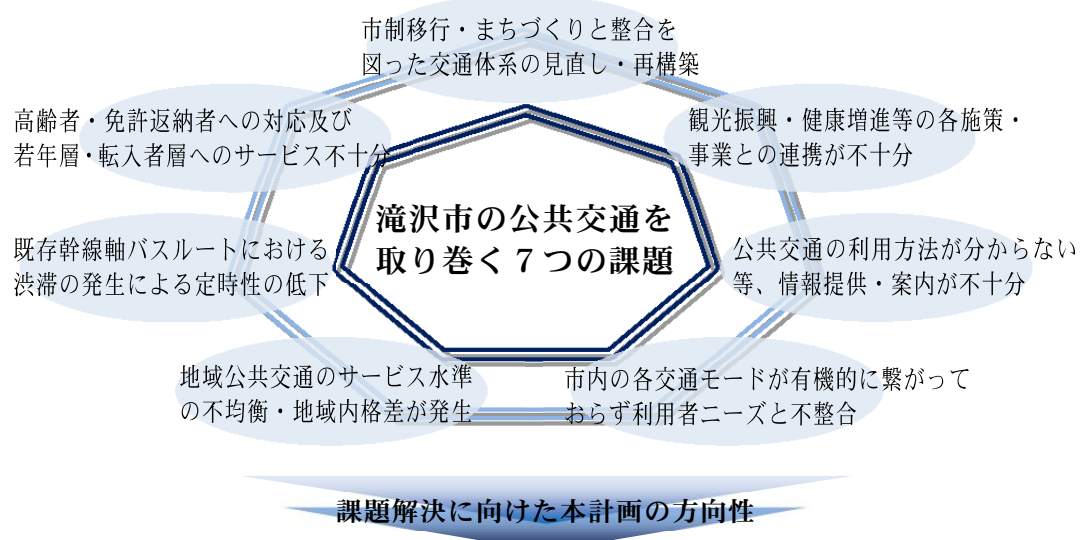 市制移行・まちづくりと整合を
図った交通体系の見直し・再構築
高齢者・免許返納者への対応及び
若年層・転入者層へのサービス不十分
観光振興・健康増進等の各施策・
事業との連携が不十分
滝沢市の公共交通を
取り巻く７つの課題
既存幹線軸バスルートにおける
渋滞の発生による定時性の低下
公共交通の利用方法が分からない
等、情報提供・案内が不十分
地域公共交通のサービス水準
の不均衡・地域内格差が発生
市内の各交通モードが有機的に繋がって
おらず利用者ニーズと不整合
課題解決に向けた本計画の方向性